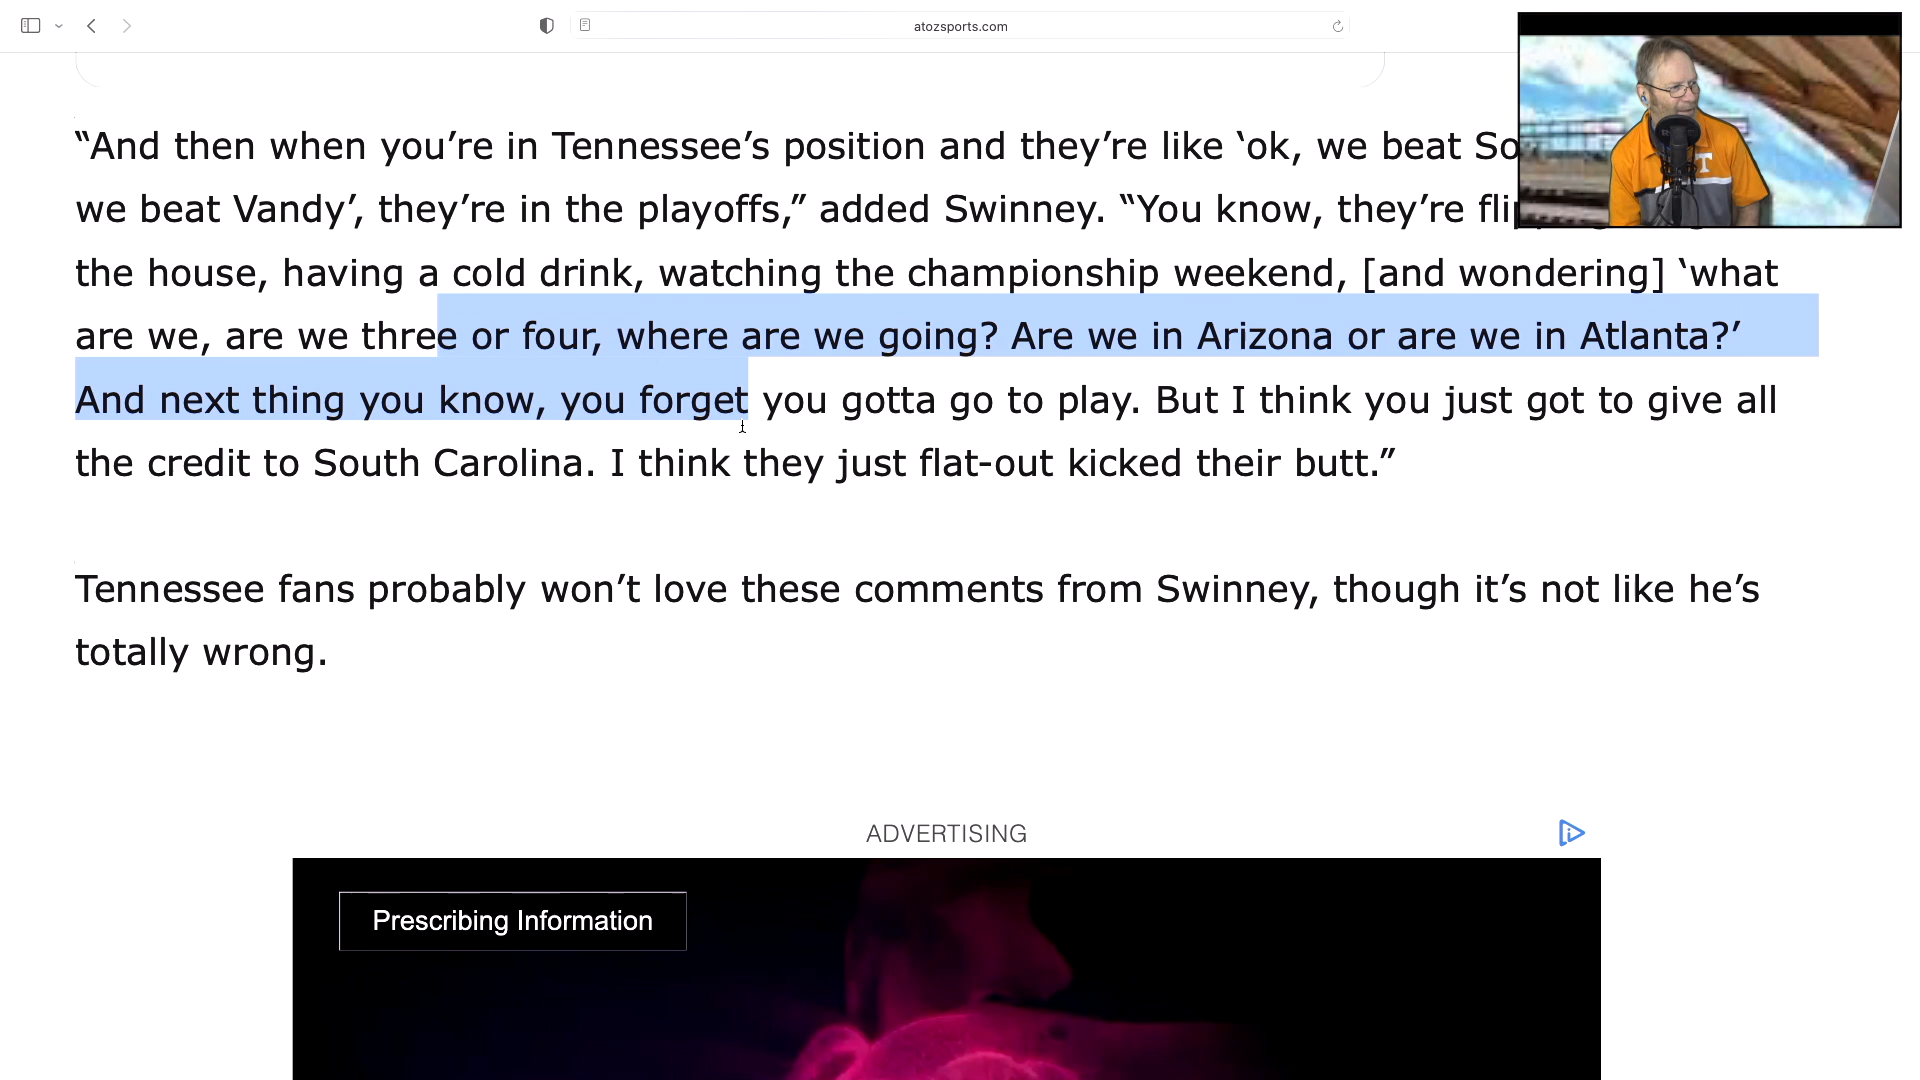 atozsports.com
“And then when you’re in Tennessee’s position and they’re like ‘ok, we beat
we beat Vandy’, they’re in the playoffs,” added Swinney. “You know, they’re
the house, having a cold drink, watching the championship weekend, [and wondering] ‘what
are we, are we three or four, where are we going? Are we in Arizona or are we in Atlanta?’
And next thing you know, you forget you gotta go to play. But I think you just got to give all
the credit to South Carolina. I think they just flat-out kicked their butt.”
Tennessee fans probably won’t love these comments from Swinney, though it’s not like he’s
totally wrong.
ADVERTISING
Prescribing Information
T